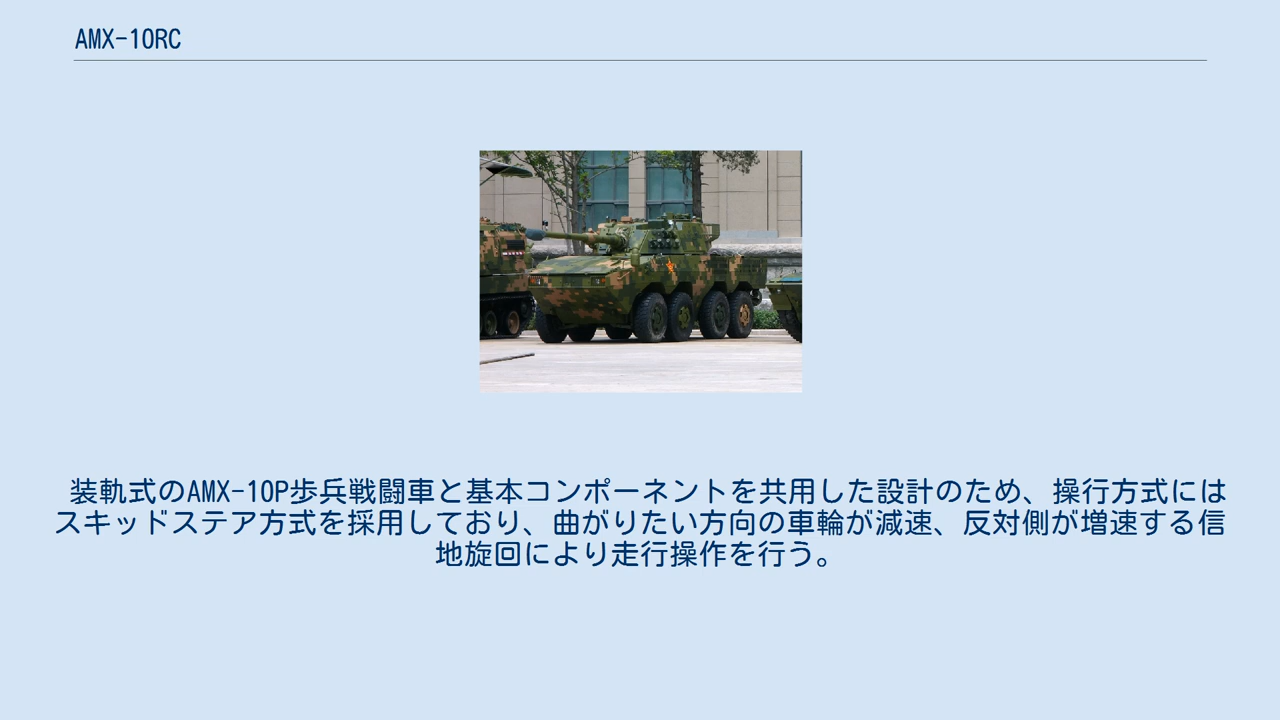 AMX-10RC
装軌式のAMX-10P歩兵戦闘車と基本コンポーネントを共用した設計のため、操行方式には
スキッドステア方式を採用しており、曲がりたい方向の車輪が減速、反対側が増速する信
地旋回により走行操作を行う。